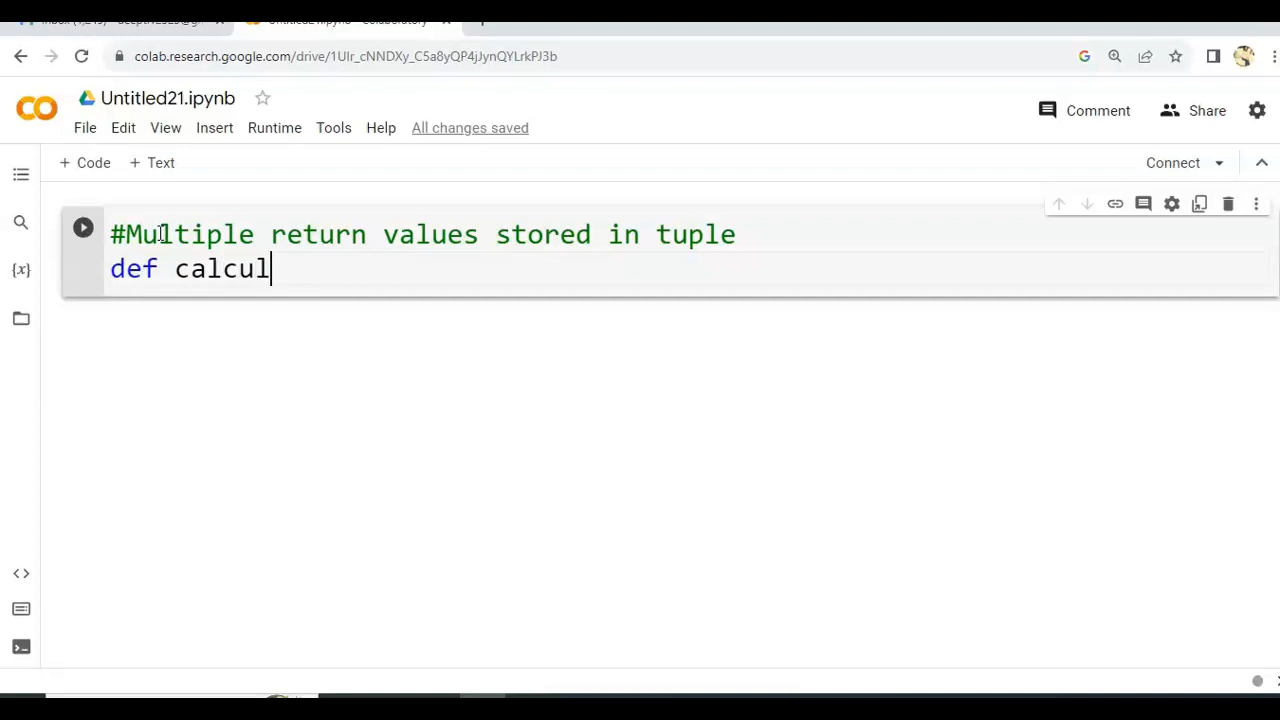 colab.research.google.com/drive/1UIr_cNNDXy_C5a8yQP4jJynQYLrkPJ3b
Untitled21.ipynb
Comment
Share
File Edit View Insert Runtime Tools Help All changes saved
+ Code + Text
Connect
#Multiple return values stored in tuple
def calcul
{x}